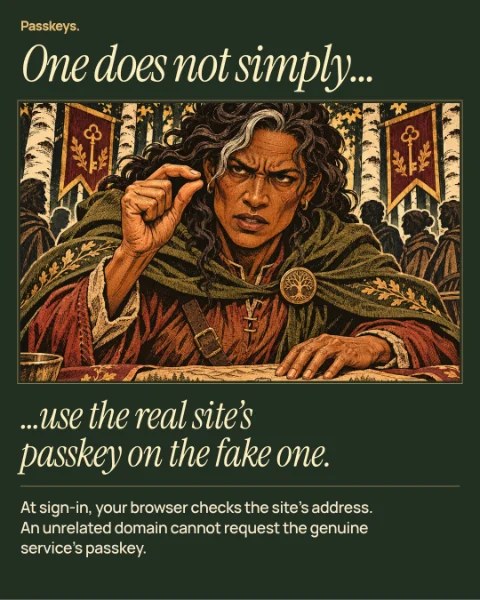 Passkeys.
One does not simply...
...use the real site’s
passkey on the fake one.
At sign-in, your browser checks the site’s address.
An unrelated domain cannot request the genuine
service’s passkey.